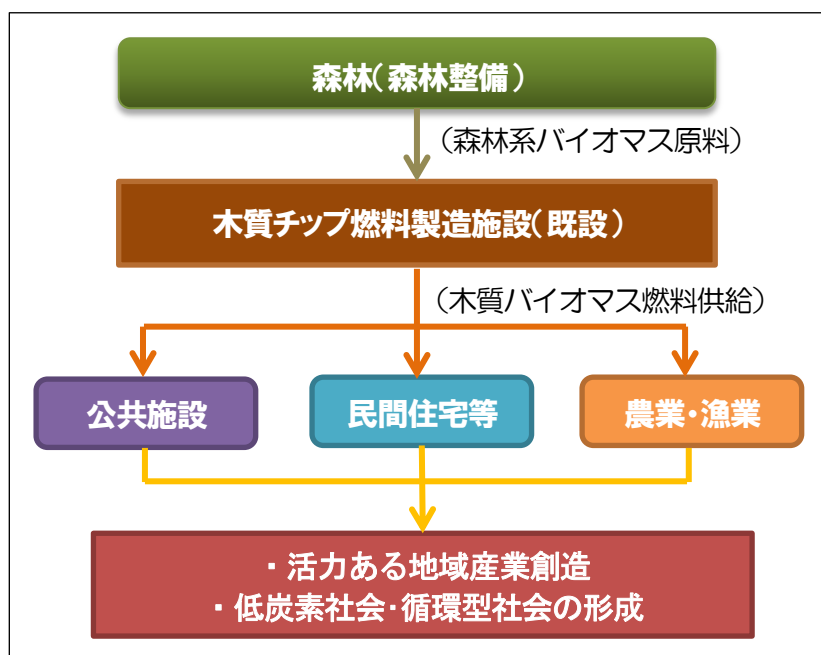 森林(森林整備)
(森林系バイオマス原料)
木質チップ燃料製造施設(既設)
(木質バイオマス燃料供給)
公共施設
民間住宅等
農業・漁業
・活力ある地域産業創造
・低炭素社会・循環型社会の形成